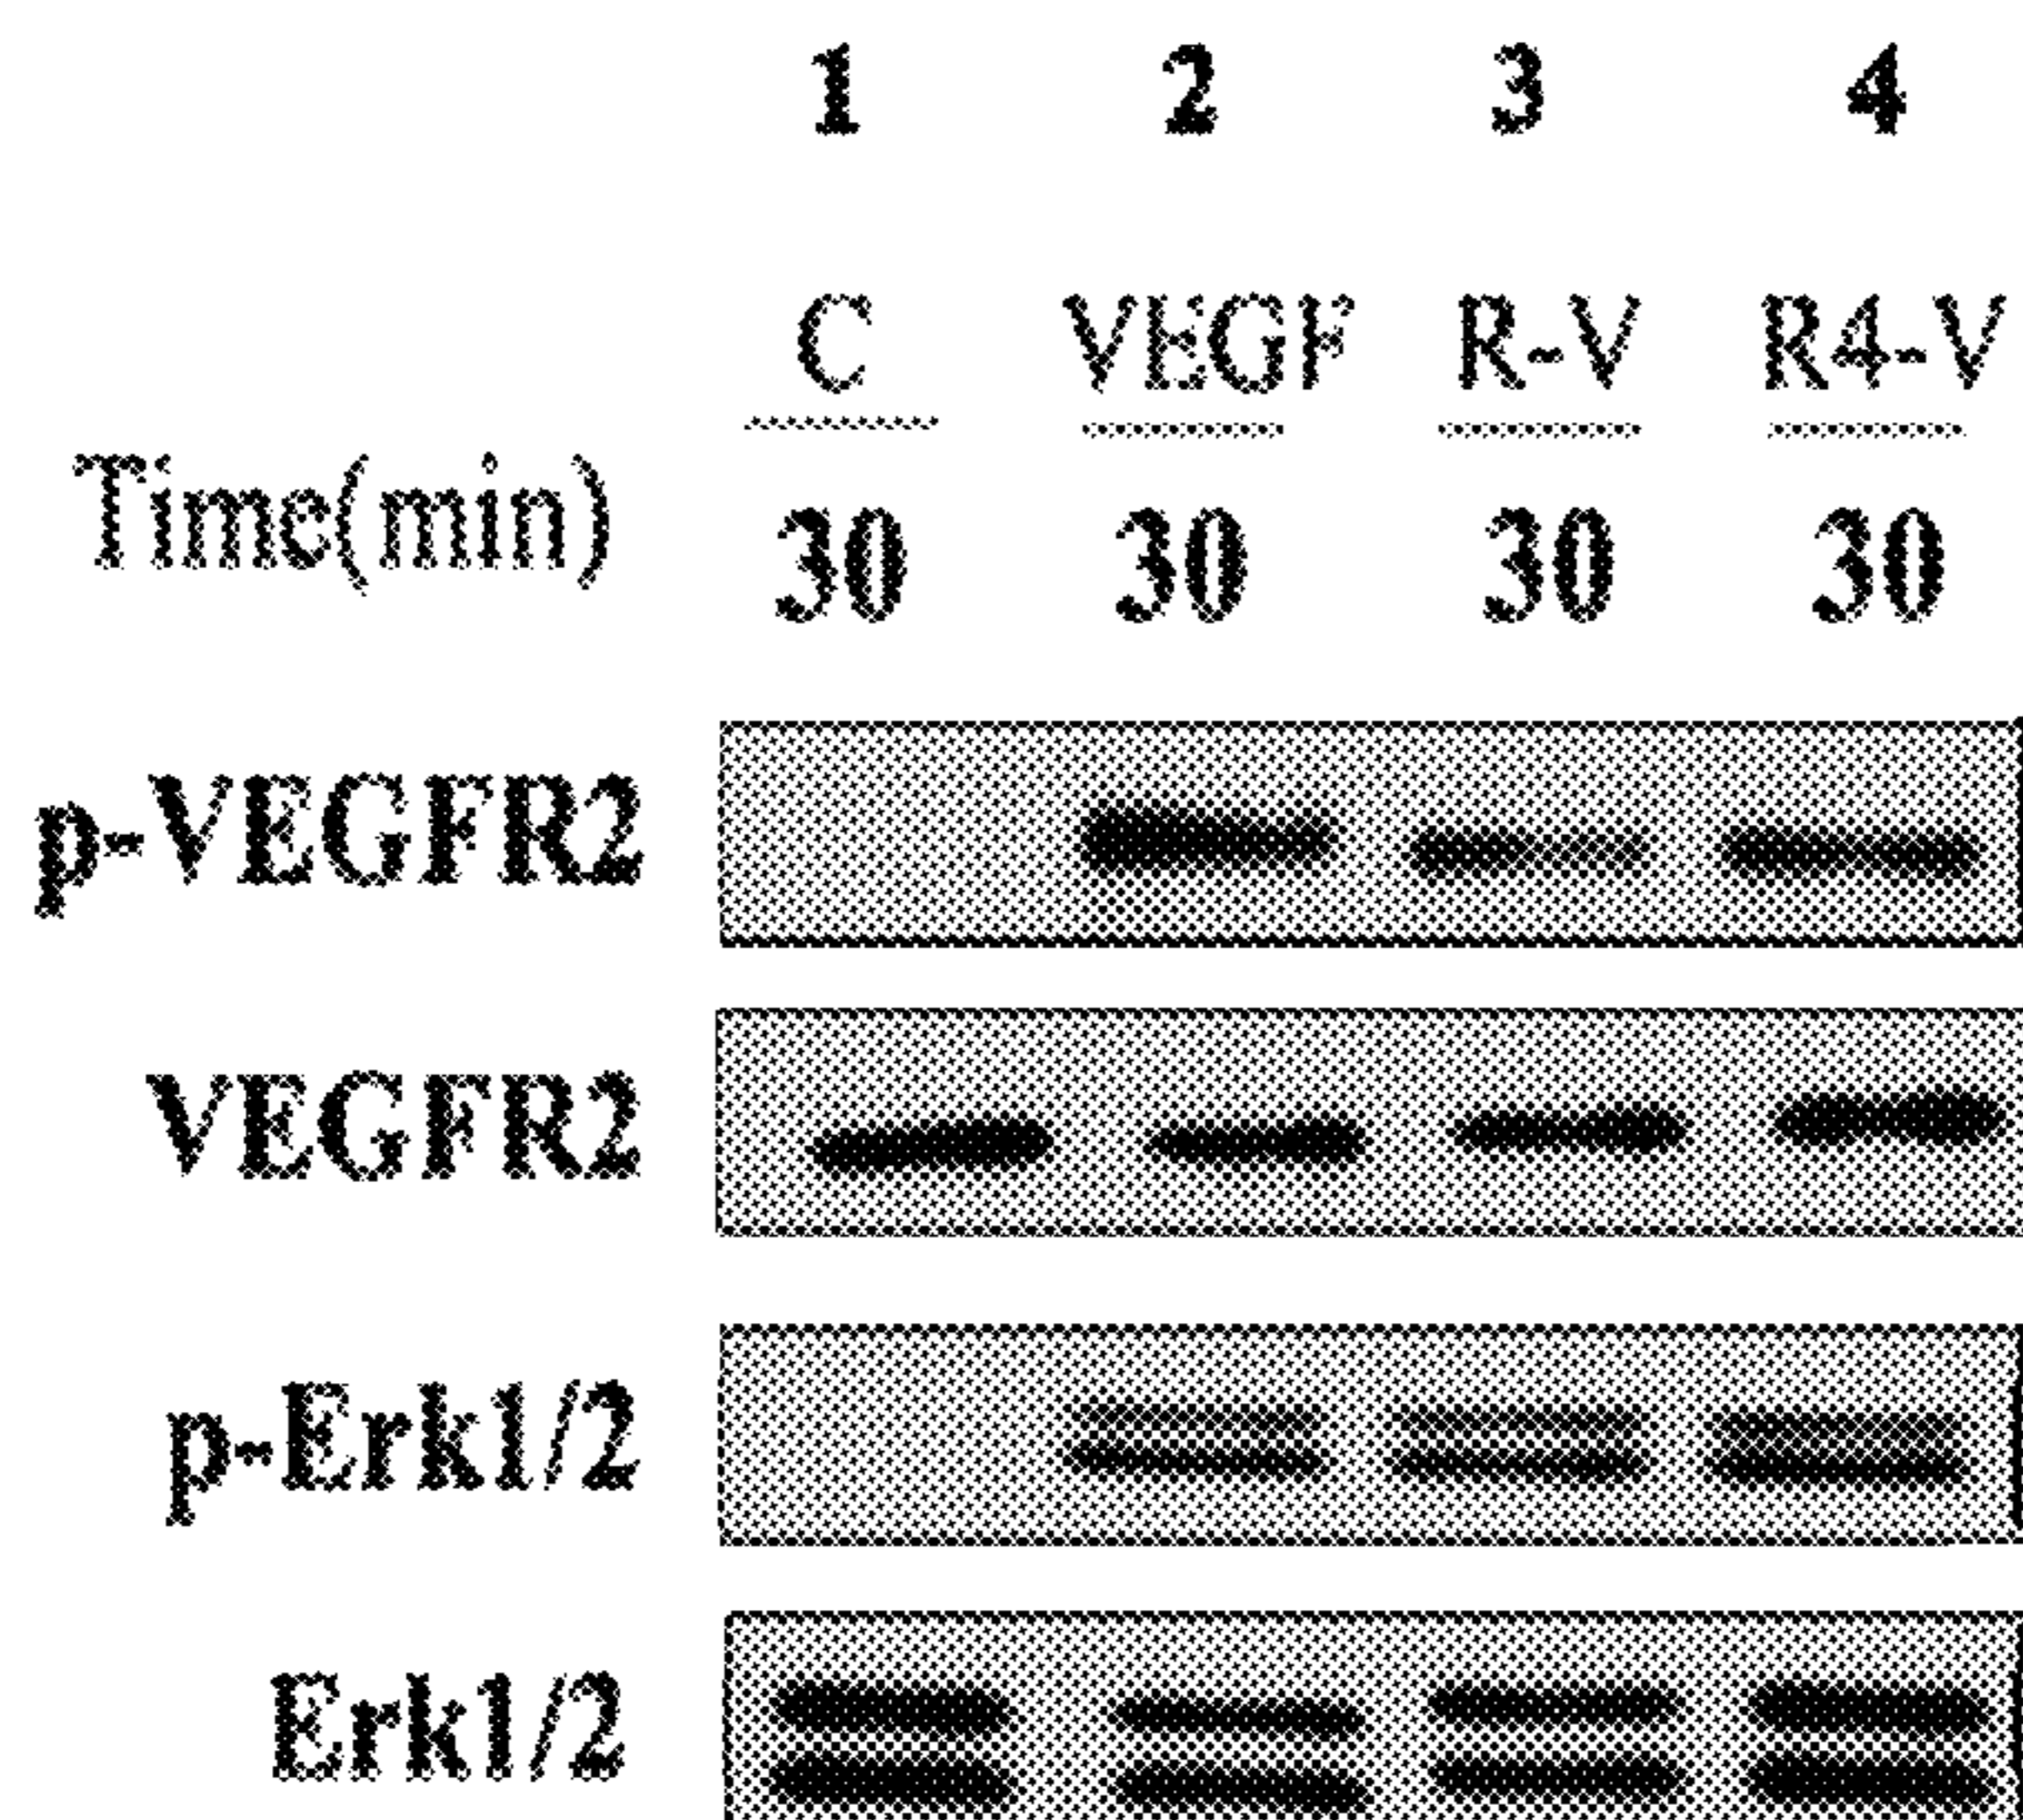 1 2 3 4
C VEGF R-V R4-V
Time(min) 30 30 30 30
p-VEGFR2
VEGFR2
p-Erk1/2
Erk1/2